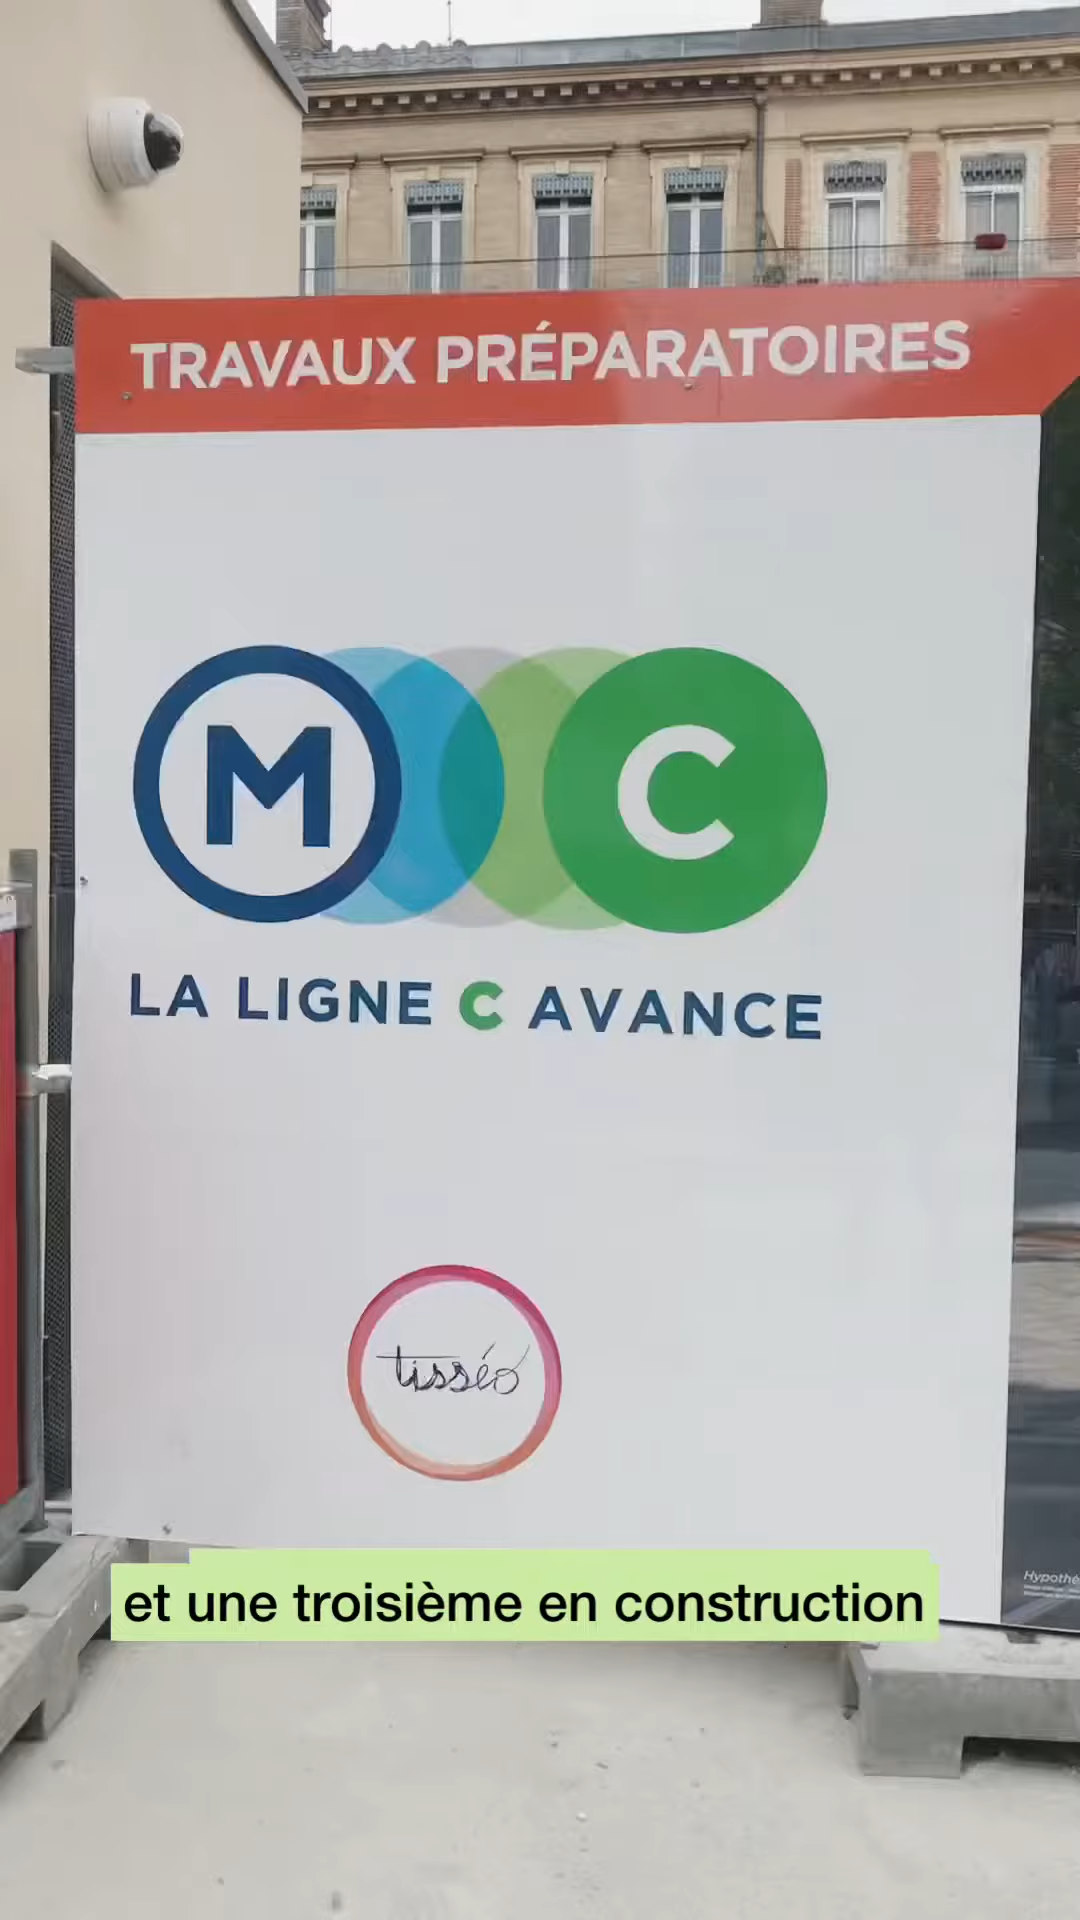 TRAVAUX PRÉPARATOIRES
M C
LA LIGNE C AVANCE
tisséo
et une troisième en construction